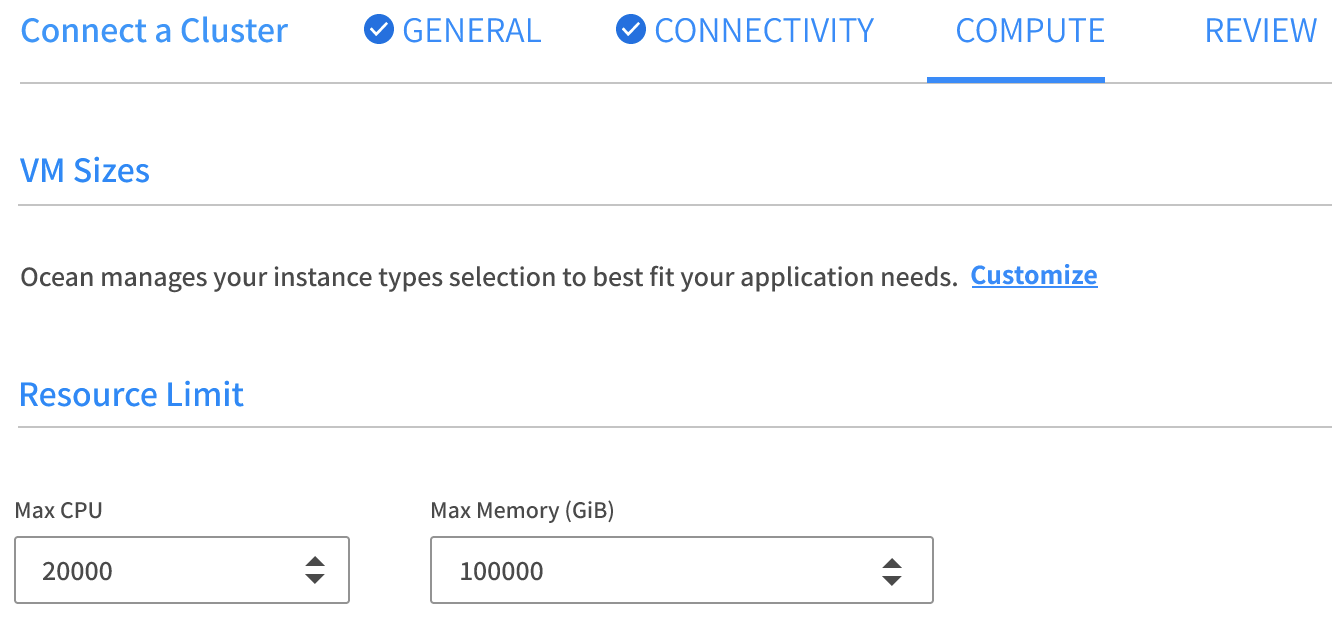 Connect a Cluster GENERAL CONNECTIVITY COMPUTE REVIEW
VM Sizes
Ocean manages your instance types selection to best fit your application needs. Customize
Resource Limit
Max CPU Max Memory (GiB)
20000 100000